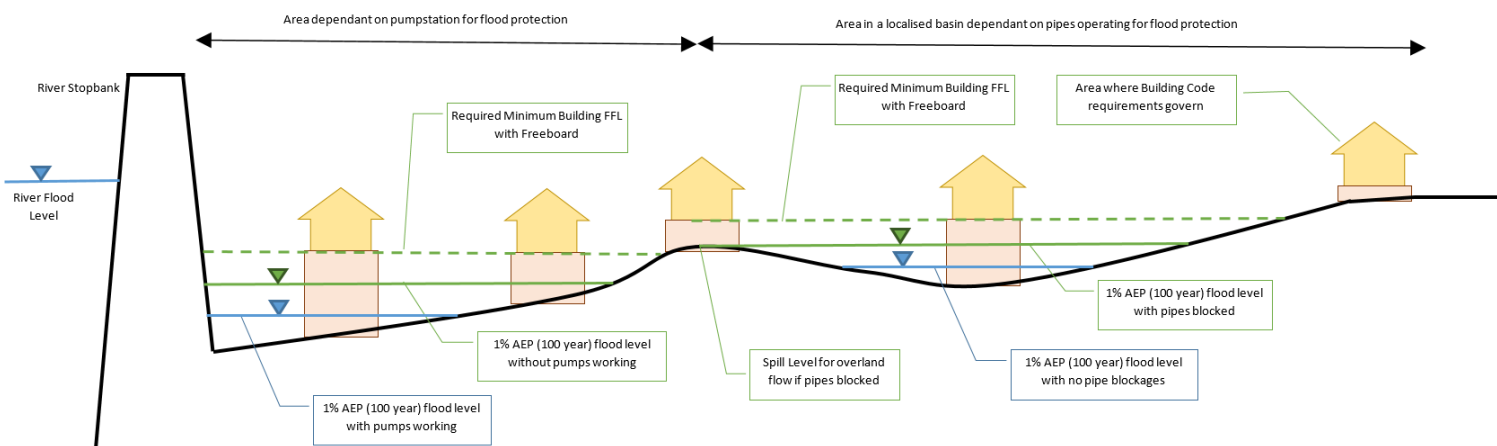 Area dependant on pumpstation for flood protection
Area in a localised basin dependant on pipes operating for flood protection
River Stopbank
Required Minimum Building FFL
with Freeboard
Required Minimum Building FFL
with Freeboard
Area where Building Code
requirements govern
River Flood
Level
1% AEP (100 year) flood level
with pipes blocked
1% AEP (100 year) flood level
without pumps working
Spill Level for overland
flow if pipes blocked
1% AEP (100 year) flood level
with no pipe blockages
1% AEP (100 year) flood level
with pumps working